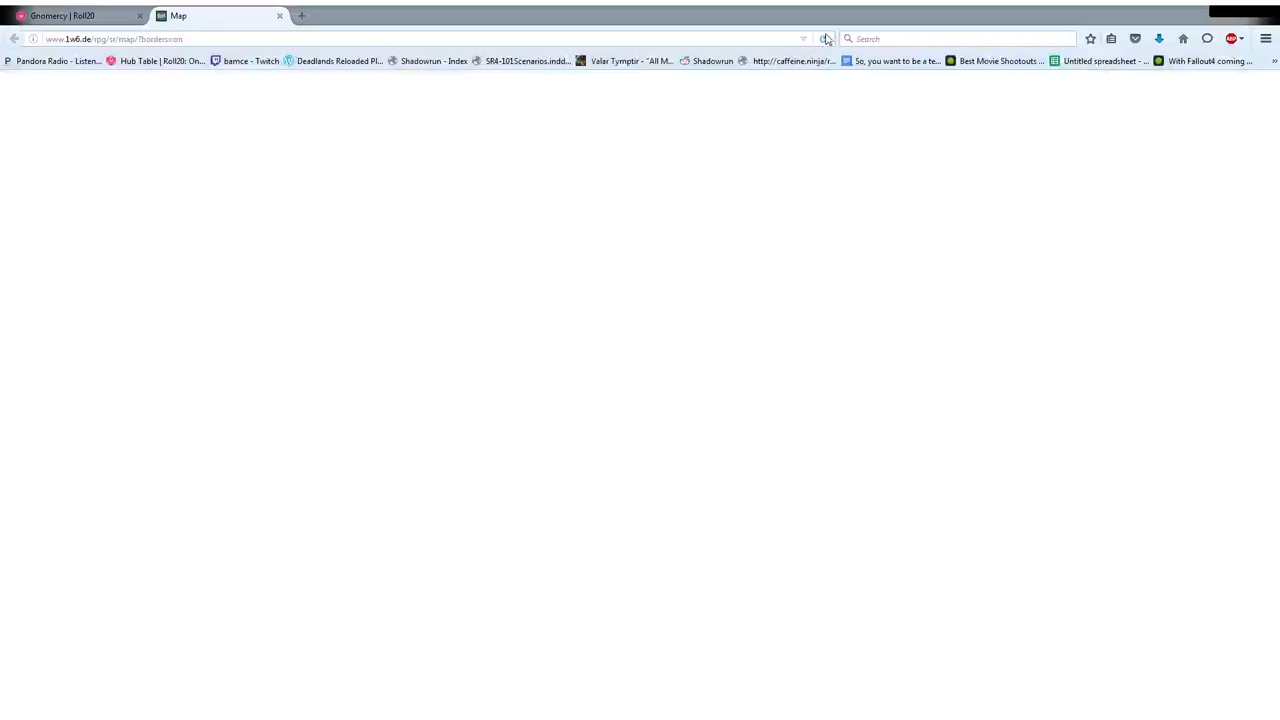 Gnomercy | Roll20
Map
www.1w6.de/rpg/sr/map/?borders=on
Search
Pandora Radio - Listen...
Hub Table | Roll20: On...
bamce - Twitch
Deadlands Reloaded Pl...
Shadowrun - Index
SR4-101Scenarios.indd...
Valar Tymptir - "All M...
Shadowrun
http://caffeine.ninja/r...
So, you want to be a te...
Best Movie Shootouts ...
Untitled spreadsheet - ...
With Fallout4 coming ...